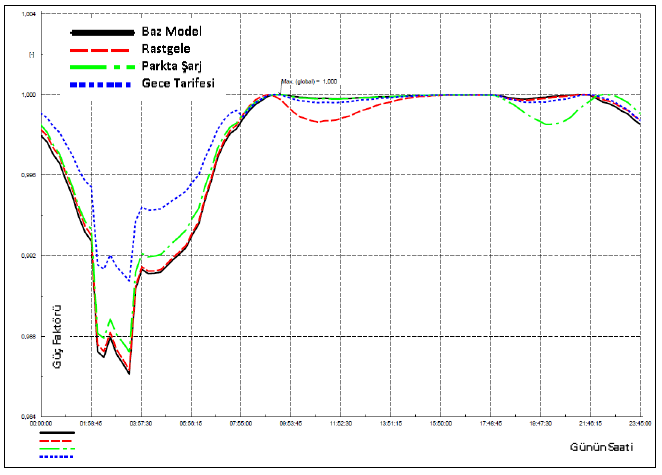 1,004
[-]
Baz Model
Rastgele
Parkta Şarj
Gece Tarifesi
Max. (global) = 1,000
1,000
0,996
0,992
0,988
0,984
Güç Faktörü
00:00:00 01:58:45 03:57:30 05:56:15 07:55:00 09:53:45 11:52:30 13:51:15 15:50:00 17:48:45 19:47:30 21:46:15 23:45:00
Günün Saati